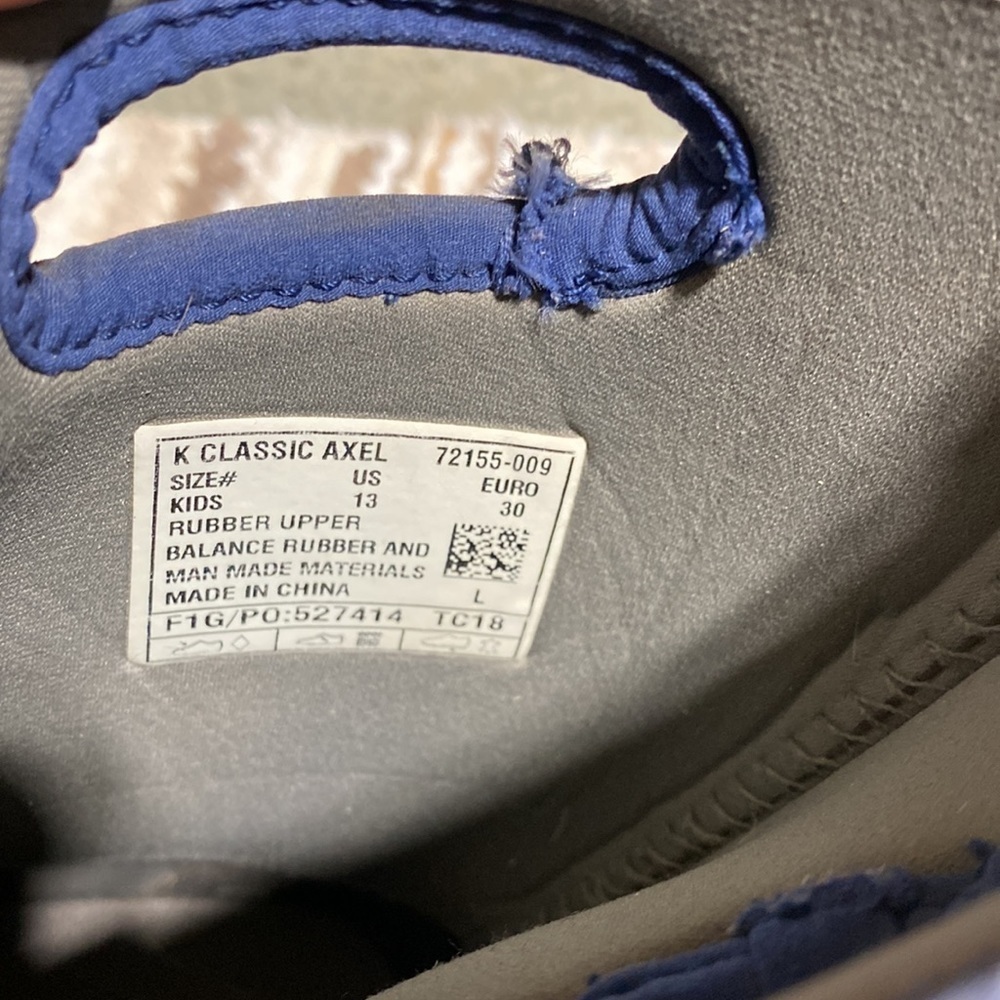 K CLASSIC AXEL 72155-009
SIZE# US EURO
KIDS 13 30
RUBBER UPPER
BALANCE RUBBER AND
MAN MADE MATERIALS
MADE IN CHINA L
F1G/PO:527414 TC18